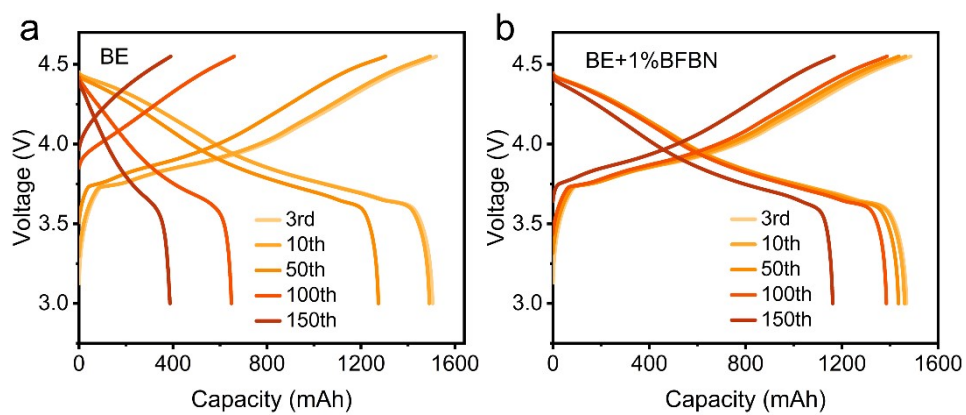 a
BE
4.5
4.0
3.5
3.0
Voltage (V)
3rd
10th
50th
100th
150th
0 400 800 1200 1600
Capacity (mAh)
b
BE+1%BFBN
4.5
4.0
3.5
3.0
Voltage (V)
3rd
10th
50th
100th
150th
0 400 800 1200 1600
Capacity (mAh)